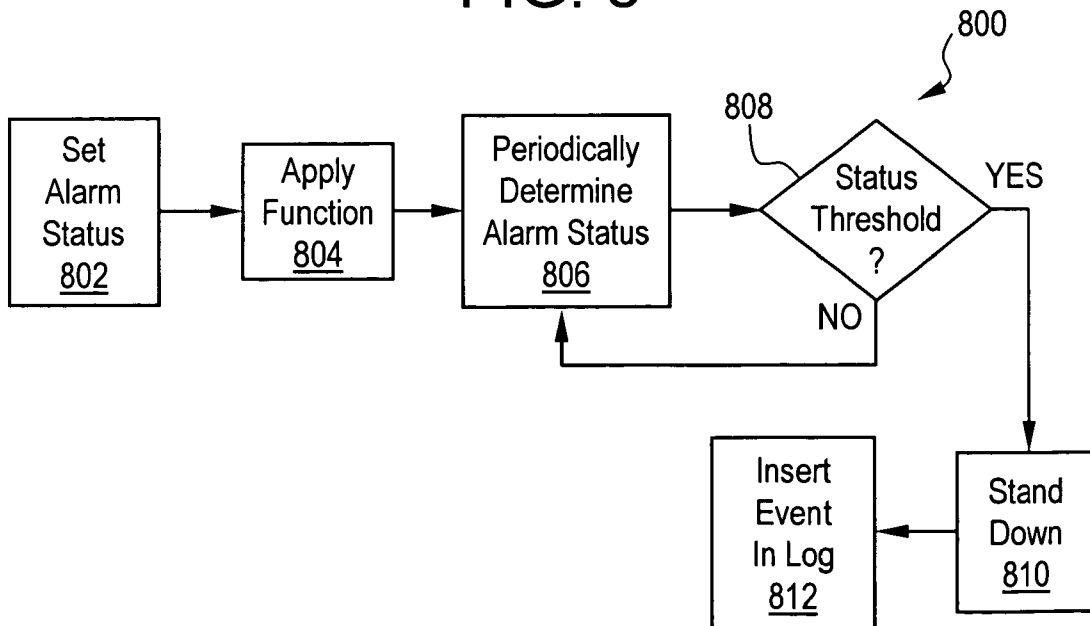 800
808
Set
Alarm
Status
802
Apply
Function
804
Periodically
Determine
Alarm Status
806
Status
Threshold
?
YES
NO
Insert
Event
In Log
812
Stand
Down
810